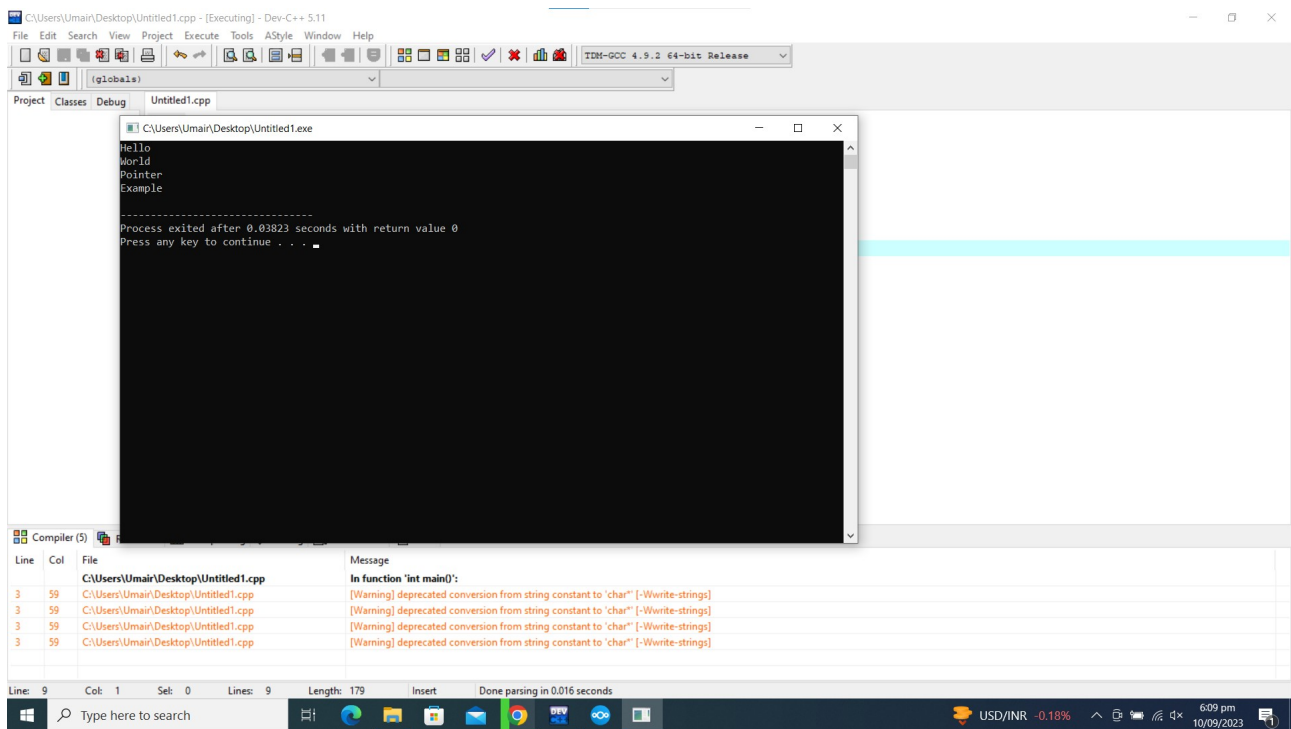 C:\Users\Umair\Desktop\Untitled1.cpp - [Executing] - Dev-C++ 5.11
File Edit Search View Project Execute Tools AStyle Window Help
TDM-GCC 4.9.2 64-bit Release
(globals)
Project Classes Debug Untitled1.cpp
C:\Users\Umair\Desktop\Untitled1.exe
Hello
World
Pointer
Example
--------------------------------
Process exited after 0.03823 seconds with return value 0
Press any key to continue . . .
Compiler (5)
Line Col File Message
C:\Users\Umair\Desktop\Untitled1.cpp In function 'int main()':
3 59 C:\Users\Umair\Desktop\Untitled1.cpp [Warning] deprecated conversion from string constant to 'char*' [-Wwrite-strings]
3 59 C:\Users\Umair\Desktop\Untitled1.cpp [Warning] deprecated conversion from string constant to 'char*' [-Wwrite-strings]
3 59 C:\Users\Umair\Desktop\Untitled1.cpp [Warning] deprecated conversion from string constant to 'char*' [-Wwrite-strings]
3 59 C:\Users\Umair\Desktop\Untitled1.cpp [Warning] deprecated conversion from string constant to 'char*' [-Wwrite-strings]
Line: 9 Col: 1 Sel: 0 Lines: 9 Length: 179 Insert Done parsing in 0.016 seconds
Type here to search
DEV
USD/INR -0.18%
6:09 pm
10/09/2023
1